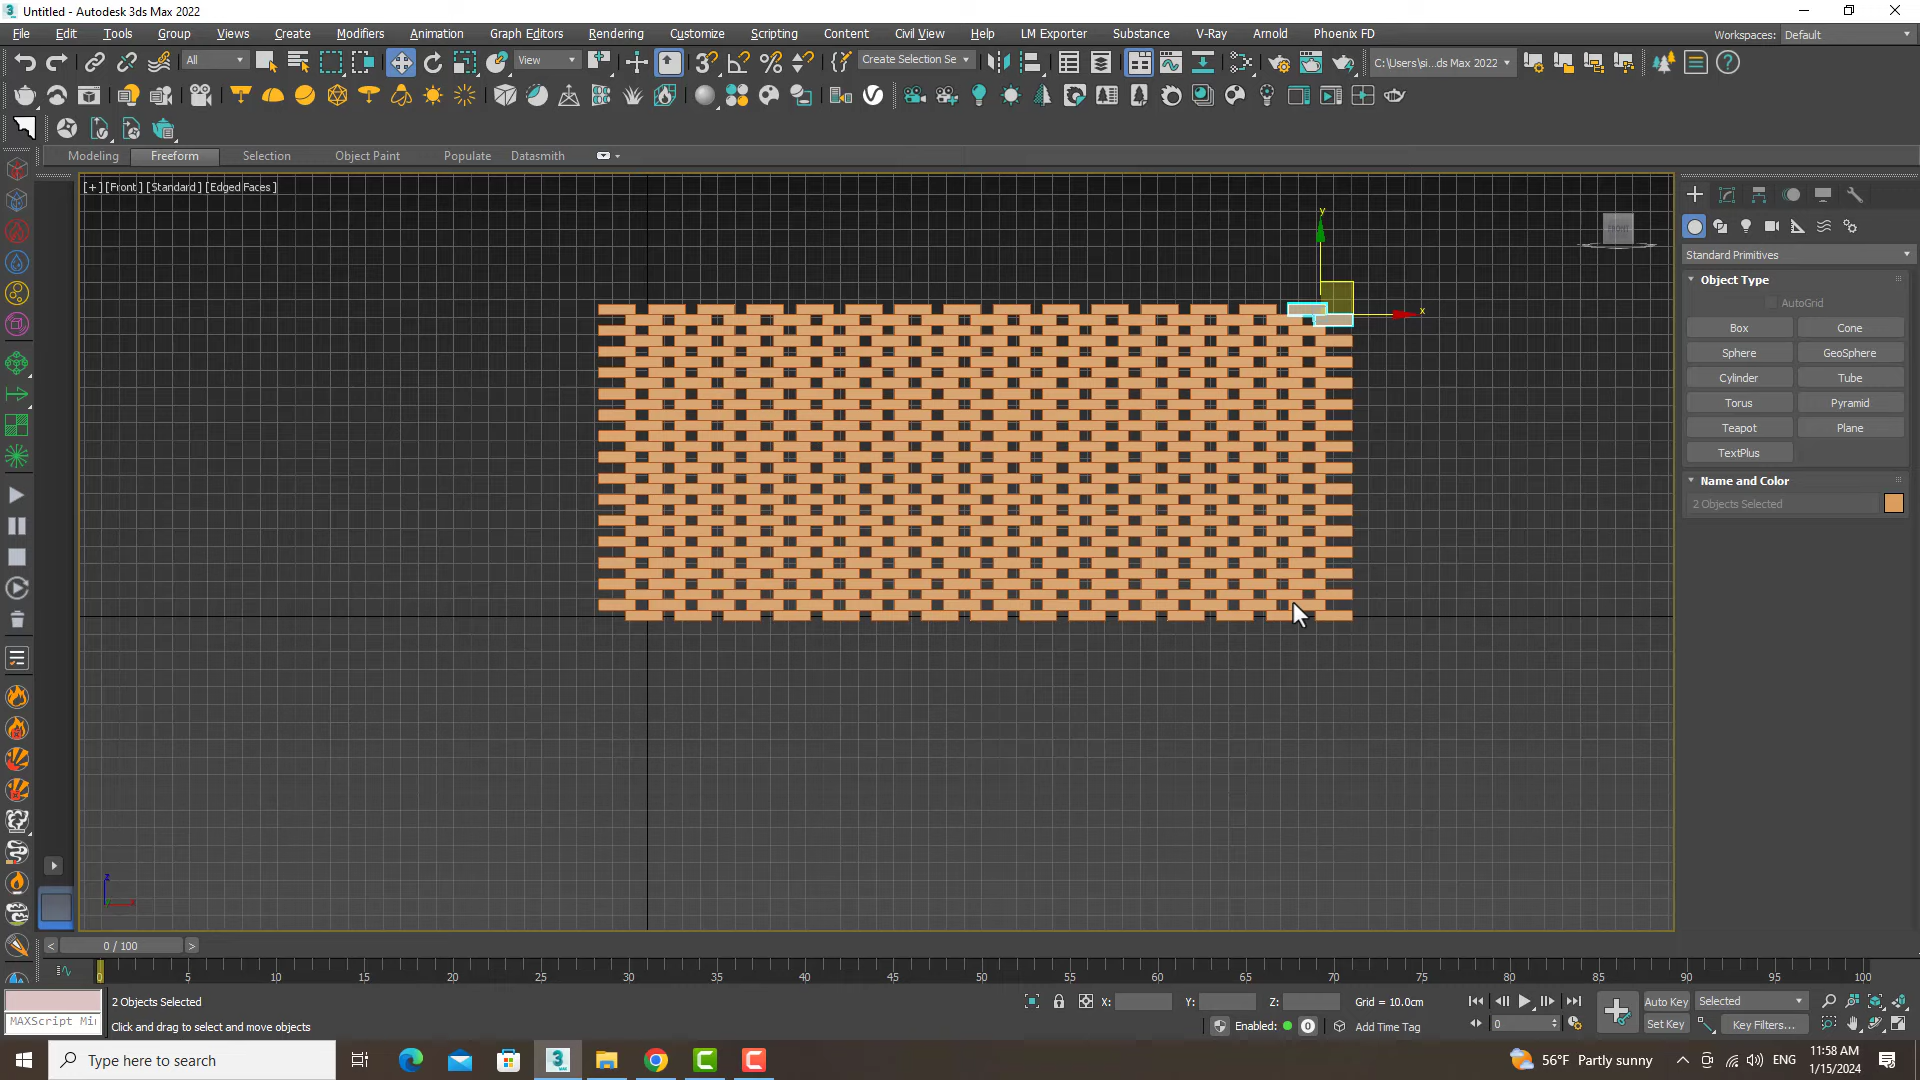 Untitled - Autodesk 3ds Max 2022
File Edit Tools Group Views Create Modifiers Animation Graph Editors Rendering Customize Scripting Content Civil View Help LM Exporter Substance V-Ray Arnold Phoenix FD Workspaces: Default
All View Create Selection Se C:\Users\si...ds Max 2022
Modeling Freeform Selection Object Paint Populate Datasmith
[+] [Front] [Standard] [Edged Faces]
FRONT
y
x
z
Standard Primitives
Object Type
AutoGrid
Box Cone
Sphere GeoSphere
Cylinder Tube
Torus Pyramid
Teapot Plane
TextPlus
Name and Color
2 Objects Selected
0 / 100
0 5 10 15 20 25 30 35 40 45 50 55 60 65 70 75 80 85 90 95 100
2 Objects Selected X: Y: Z: Grid = 10.0cm Auto Key Selected
MAXScript Mi Click and drag to select and move objects Enabled: 0 Add Time Tag 0 Set Key Key Filters...
Type here to search 56°F Partly sunny ENG 11:58 AM
1/15/2024